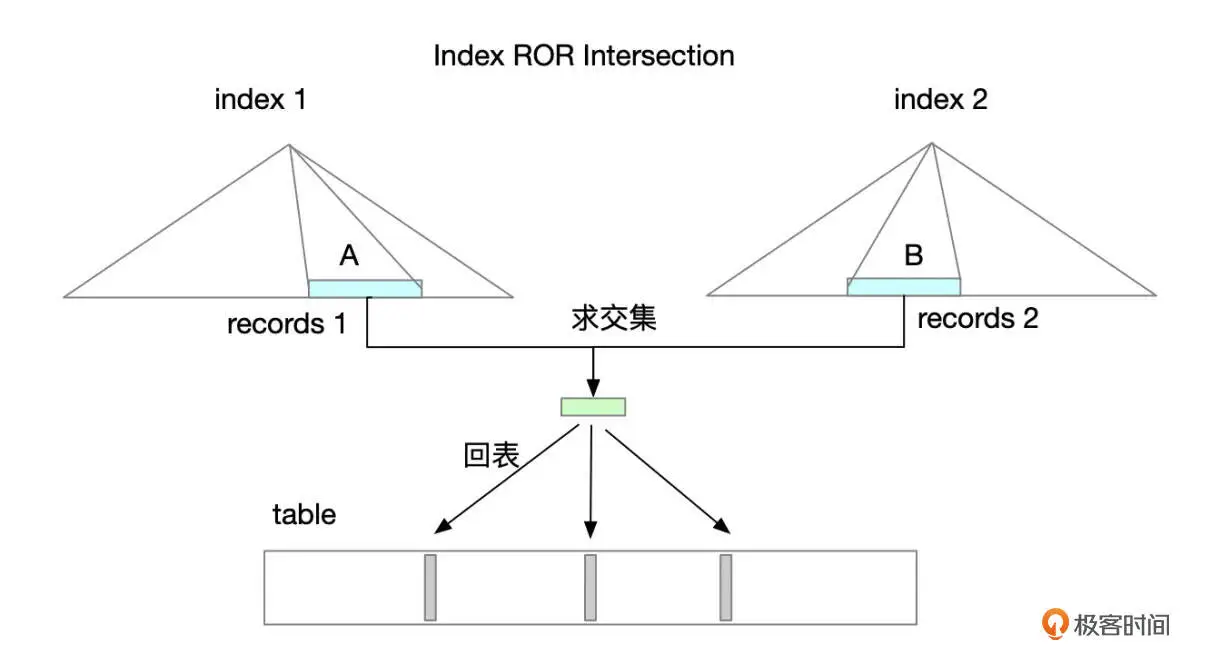 Index ROR Intersection
index 1
index 2
A
B
records 1
求交集
records 2
回表
table
极客时间